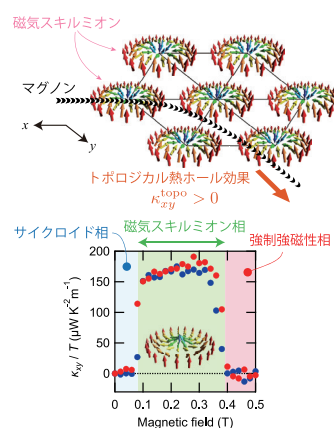 磁気スキルミオン
マグノン
x
y
トポロジカル熱ホール効果
κxy^topo > 0
磁気スキルミオン相
サイクロイド相
強制強磁性相
200
150
100
50
0
κxy / T (μW K⁻² m⁻¹)
0 0.1 0.2 0.3 0.4 0.5
Magnetic field (T)